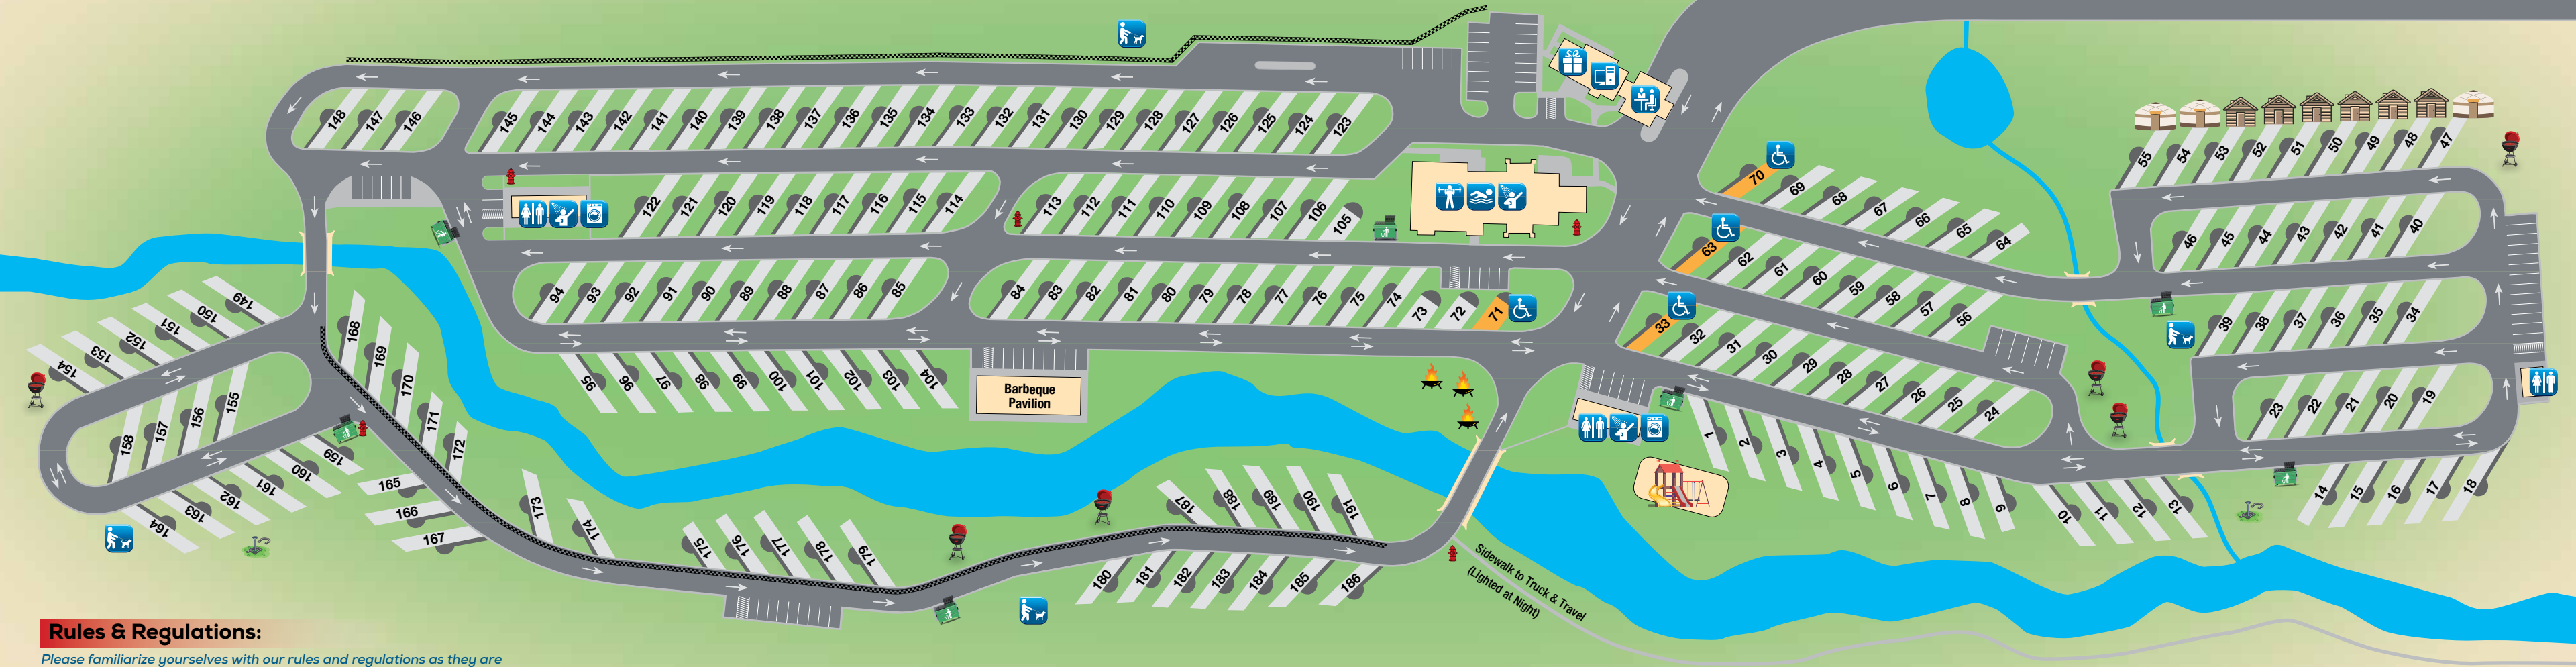 148 147 146
145 144 143 142 141 140 139 138 137 136 135 134 133 132 131 130 129 128 127 126 125 124 123
122 121 120 119 118 117 116 115 114
113 112 111 110 109 108 107 106 105
94 93 92 91 90 89 88 87 86 85
84 83 82 81 80 79 78 77 76 75 74 73 72 71
95 96 97 98 99 100 101 102 103 104
Barbeque
Pavilion
70 69 68 67 66 65 64
63 62 61 60 59 58 57 56
33 32 31 30 29 28 27 26 25 24
1 2 3 4 5 6 7 8 9
10 11 12 13
55 54 53 52 51 50 49 48 47
46 45 44 43 42 41 40
39 38 37 36 35 34
23 22 21 20 19
14 15 16 17 18
154 153 152 151 150 149
158 157 156 155
164 163 162 161 160 159
168 169 170 171 172
165
166
167
173 174
175 176 177 178 179
187 188 189 190 191
180 181 182 183 184 185 186
Sidewalk to Truck & Travel
(Lighted at Night)
Rules & Regulations:
Please familiarize yourselves with our rules and regulations as they are